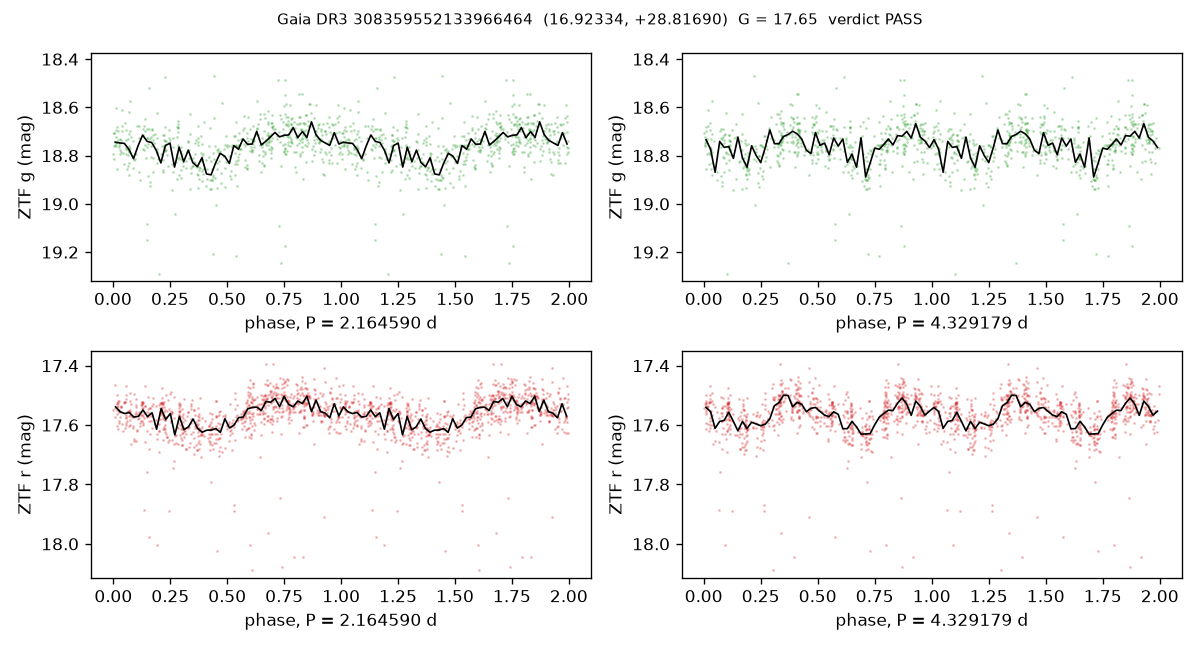 Gaia DR3 308359552133966464  (16.92334, +28.81690)  G = 17.65  verdict PASS
ZTF g (mag)
18.4
18.6
18.8
19.0
19.2
0.00 0.25 0.50 0.75 1.00 1.25 1.50 1.75 2.00
phase, P = 2.164590 d
ZTF g (mag)
18.4
18.6
18.8
19.0
19.2
0.00 0.25 0.50 0.75 1.00 1.25 1.50 1.75 2.00
phase, P = 4.329179 d
ZTF r (mag)
17.4
17.6
17.8
18.0
0.00 0.25 0.50 0.75 1.00 1.25 1.50 1.75 2.00
phase, P = 2.164590 d
ZTF r (mag)
17.4
17.6
17.8
18.0
0.00 0.25 0.50 0.75 1.00 1.25 1.50 1.75 2.00
phase, P = 4.329179 d